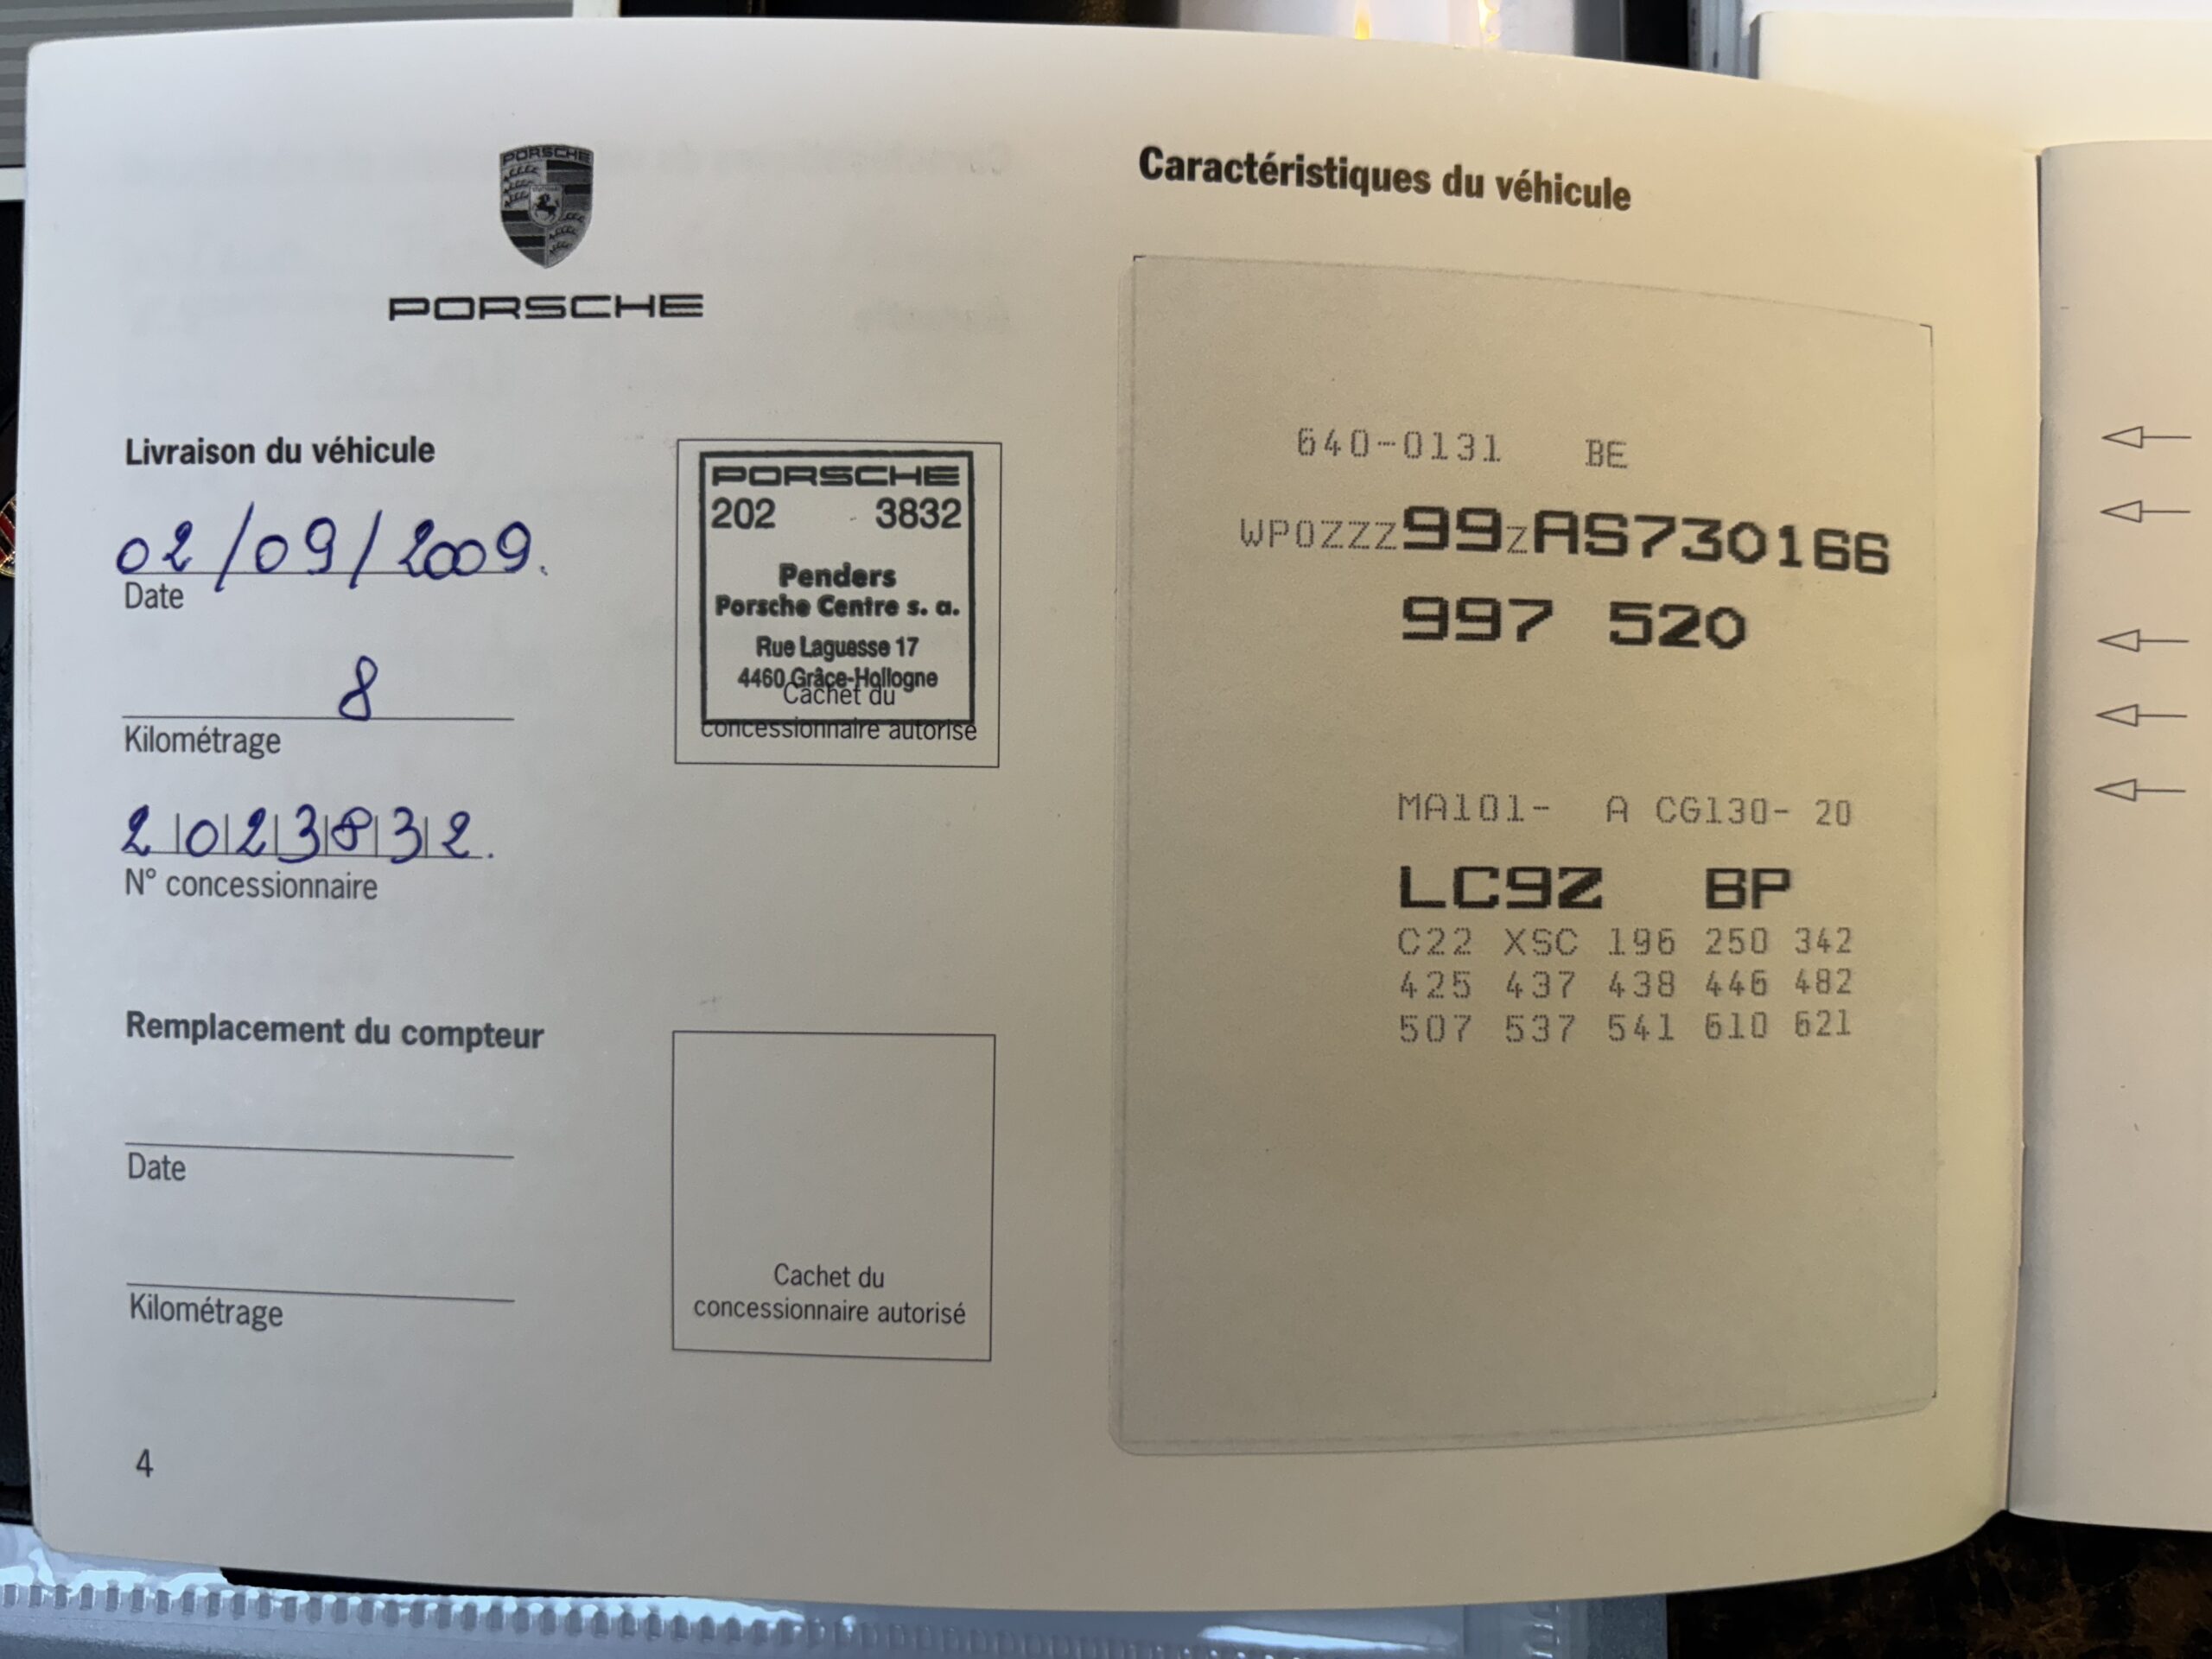 PORSCHE
PORSCHE
Livraison du véhicule
02/09/2009.
Date
8
Kilométrage
2023832.
N° concessionnaire
PORSCHE
202 3832
Penders
Porsche Centre s. a.
Rue Laguesse 17
4460 Grâce-Hollogne
Cachet du
concessionnaire autorisé
Remplacement du compteur
Date
Kilométrage
Cachet du
concessionnaire autorisé
4
Caractéristiques du véhicule
640-0131 BE
WP0ZZZ99ZAS730166
997 520
MA101- A CG130- 20
LC9Z BP
C22 XSC 196 250 342
425 437 438 446 482
507 537 541 610 621